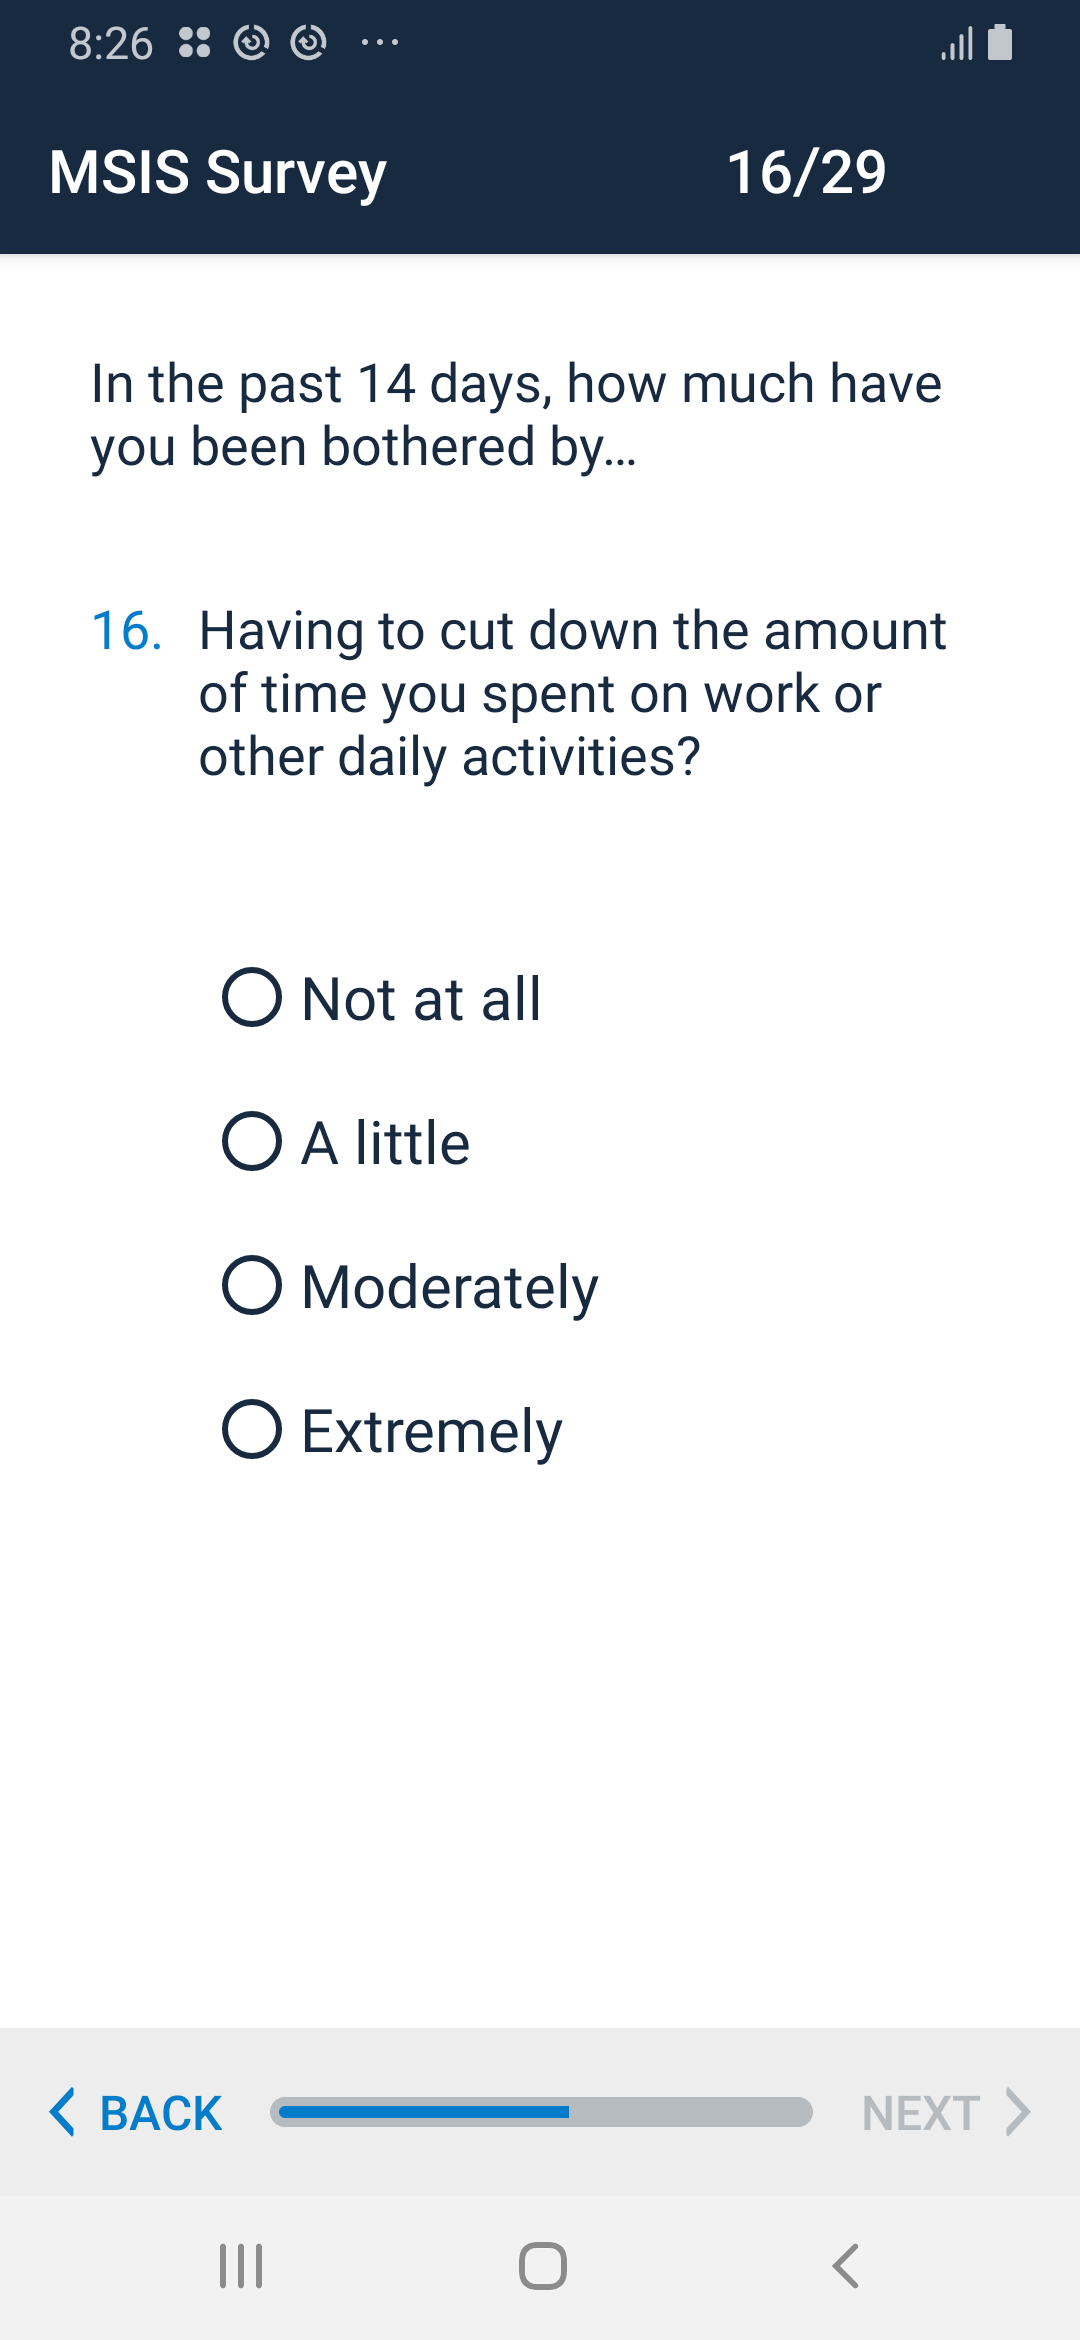 8:26
MSIS Survey 16/29
In the past 14 days, how much have
you been bothered by...
16. Having to cut down the amount
of time you spent on work or
other daily activities?
Not at all
A little
Moderately
Extremely
BACK NEXT